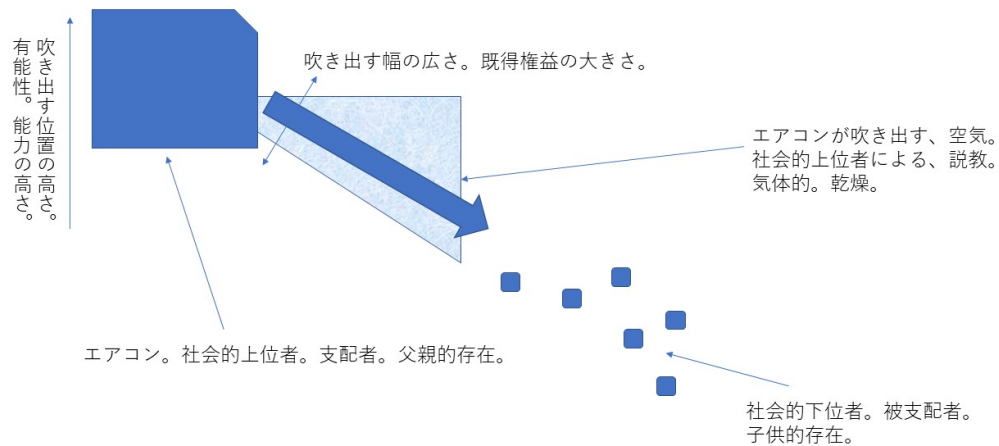 吹き出す位置の高さ。
有能性。能力の高さ。
吹き出す幅の広さ。既得権益の大きさ。
エアコンが吹き出す、空気。
社会的上位者による、説教。
気体的。乾燥。
エアコン。社会的上位者。支配者。父親的存在。
社会的下位者。被支配者。
子供的存在。